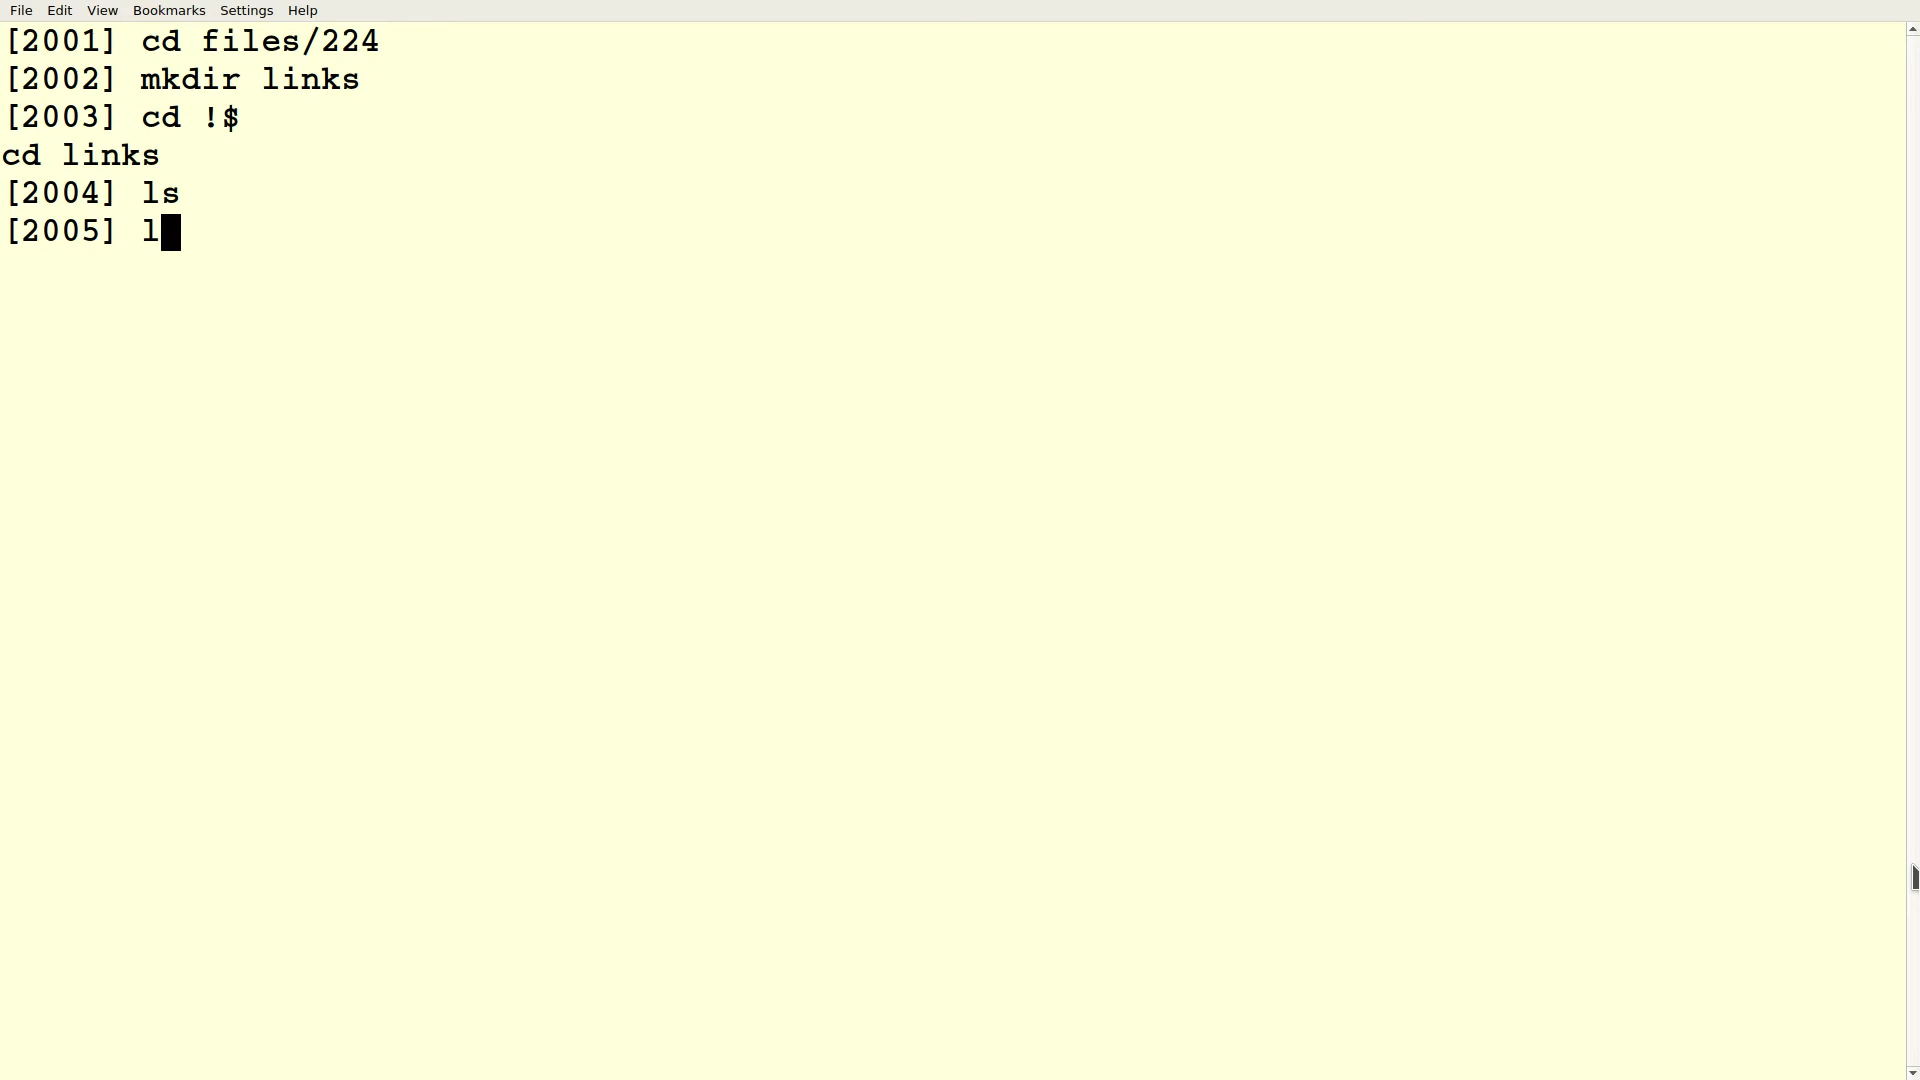 File Edit View Bookmarks Settings Help
[2001] cd files/224
[2002] mkdir links
[2003] cd !$
cd links
[2004] ls
[2005] l